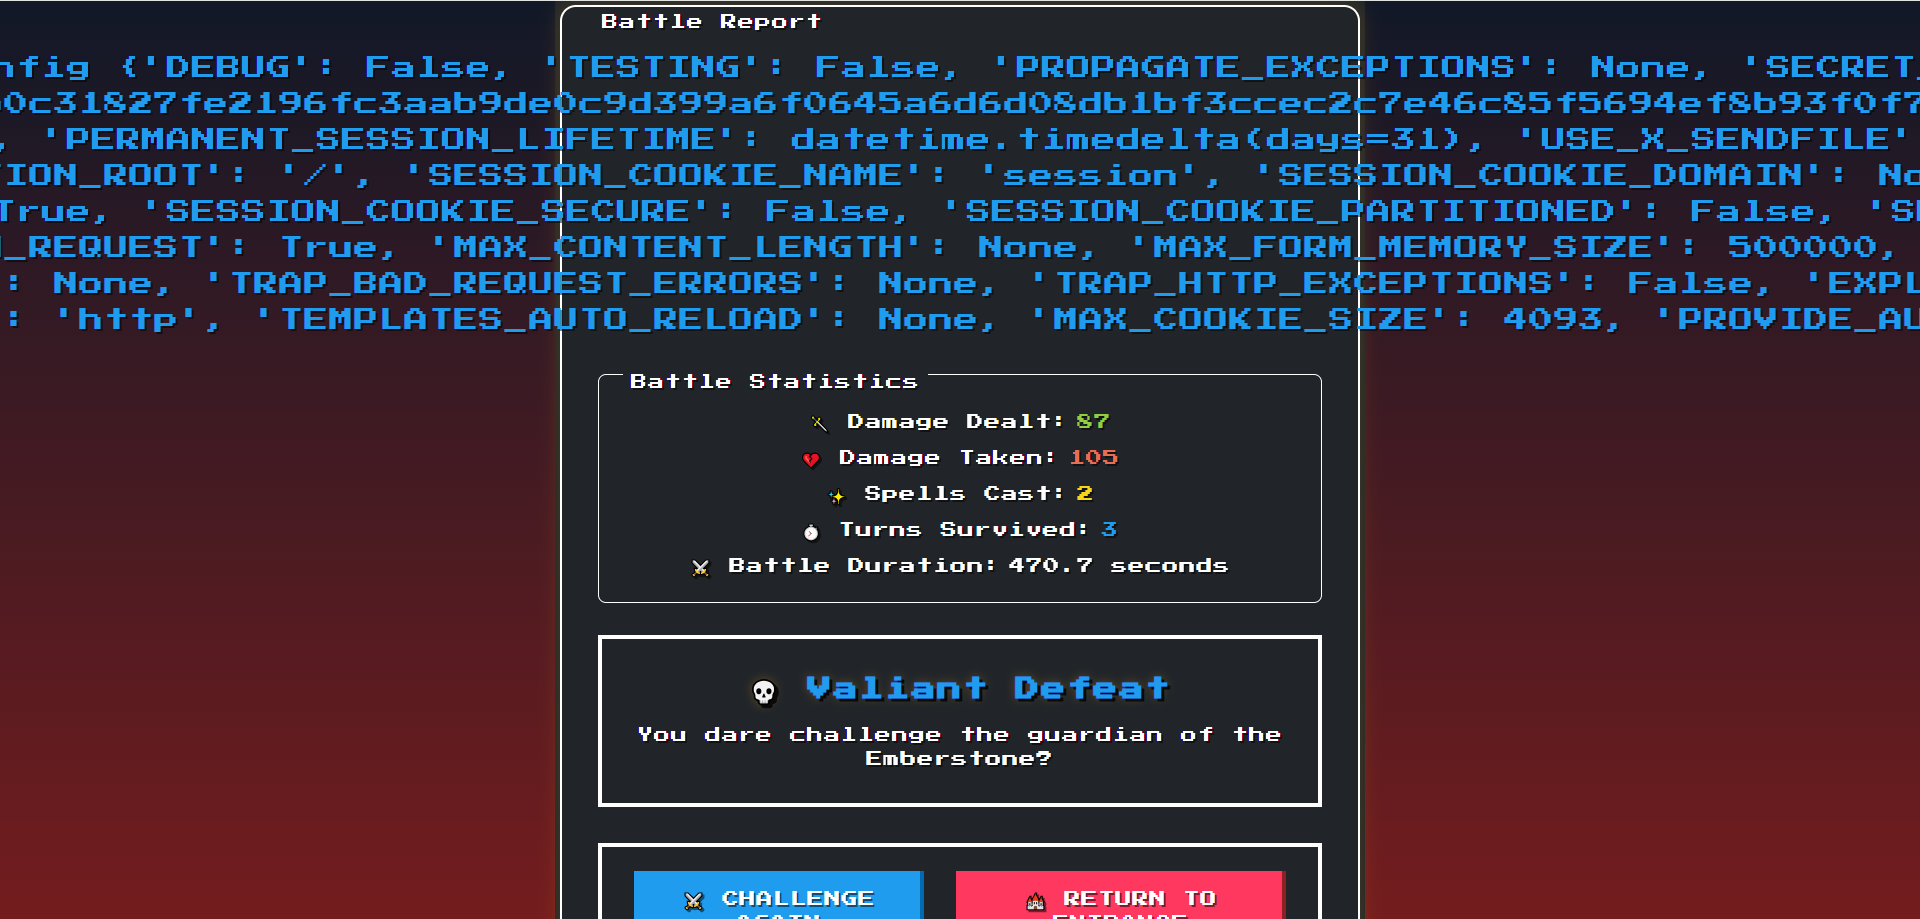 Battle Report
nfig {'DEBUG': False, 'TESTING': False, 'PROPAGATE_EXCEPTIONS': None, 'SECRET_
0c31827fe2196fc3aab9de0c9d399a6f0645a6d6d08db1bf3ccec2c7e46c85f5694ef8b93f0f7
, 'PERMANENT_SESSION_LIFETIME': datetime.timedelta(days=31), 'USE_X_SENDFILE'
ION_ROOT': '/', 'SESSION_COOKIE_NAME': 'session', 'SESSION_COOKIE_DOMAIN': No
True, 'SESSION_COOKIE_SECURE': False, 'SESSION_COOKIE_PARTITIONED': False, 'S
_REQUEST': True, 'MAX_CONTENT_LENGTH': None, 'MAX_FORM_MEMORY_SIZE': 500000,
: None, 'TRAP_BAD_REQUEST_ERRORS': None, 'TRAP_HTTP_EXCEPTIONS': False, 'EXPL
: 'http', 'TEMPLATES_AUTO_RELOAD': None, 'MAX_COOKIE_SIZE': 4093, 'PROVIDE_AU
Battle Statistics
Damage Dealt: 87
Damage Taken: 105
Spells Cast: 2
Turns Survived: 3
Battle Duration: 470.7 seconds
Valiant Defeat
You dare challenge the guardian of the
Emberstone?
CHALLENGE
AGAIN
RETURN TO
ENTRANCE